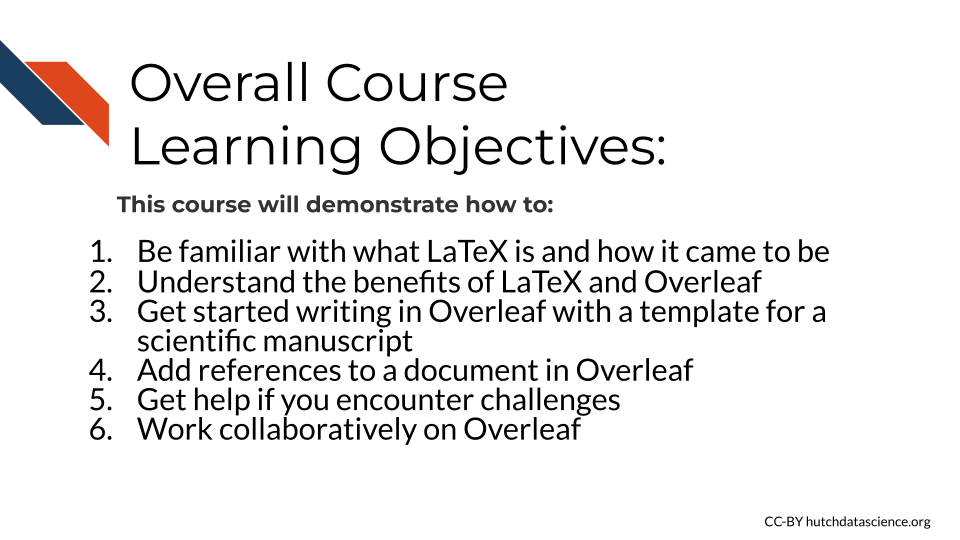 Overall Course
Learning Objectives:
This course will demonstrate how to:
1. Be familiar with what LaTeX is and how it came to be
2. Understand the benefits of LaTeX and Overleaf
3. Get started writing in Overleaf with a template for a
scientific manuscript
4. Add references to a document in Overleaf
5. Get help if you encounter challenges
6. Work collaboratively on Overleaf
CC-BY hutchdatascience.org